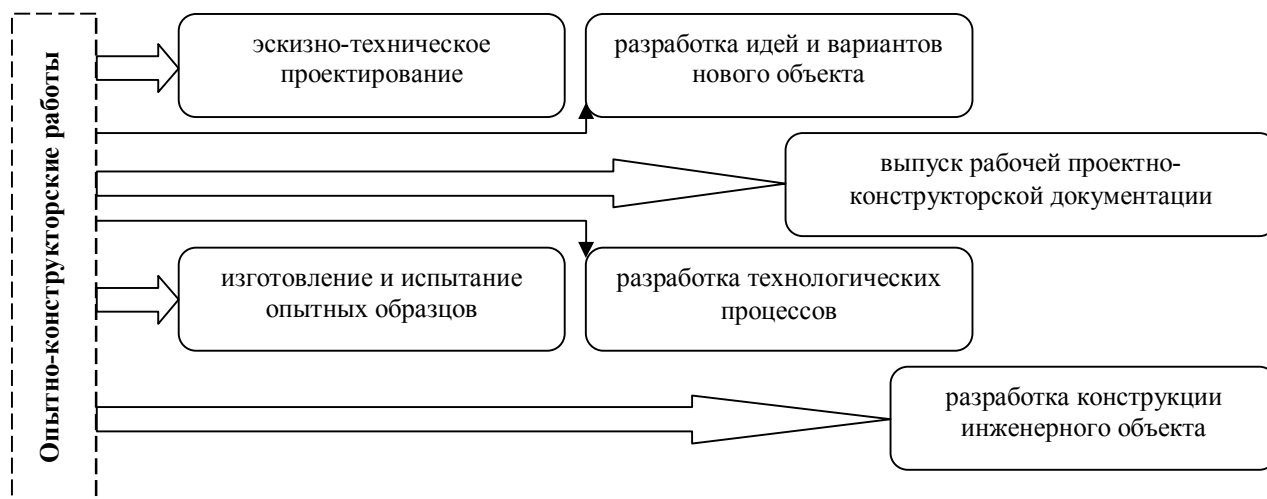 Опытно-конструкторские работы
эскизно-техническое
проектирование
разработка идей и вариантов
нового объекта
выпуск рабочей проектно-
конструкторской документации
изготовление и испытание
опытных образцов
разработка технологических
процессов
разработка конструкции
инженерного объекта